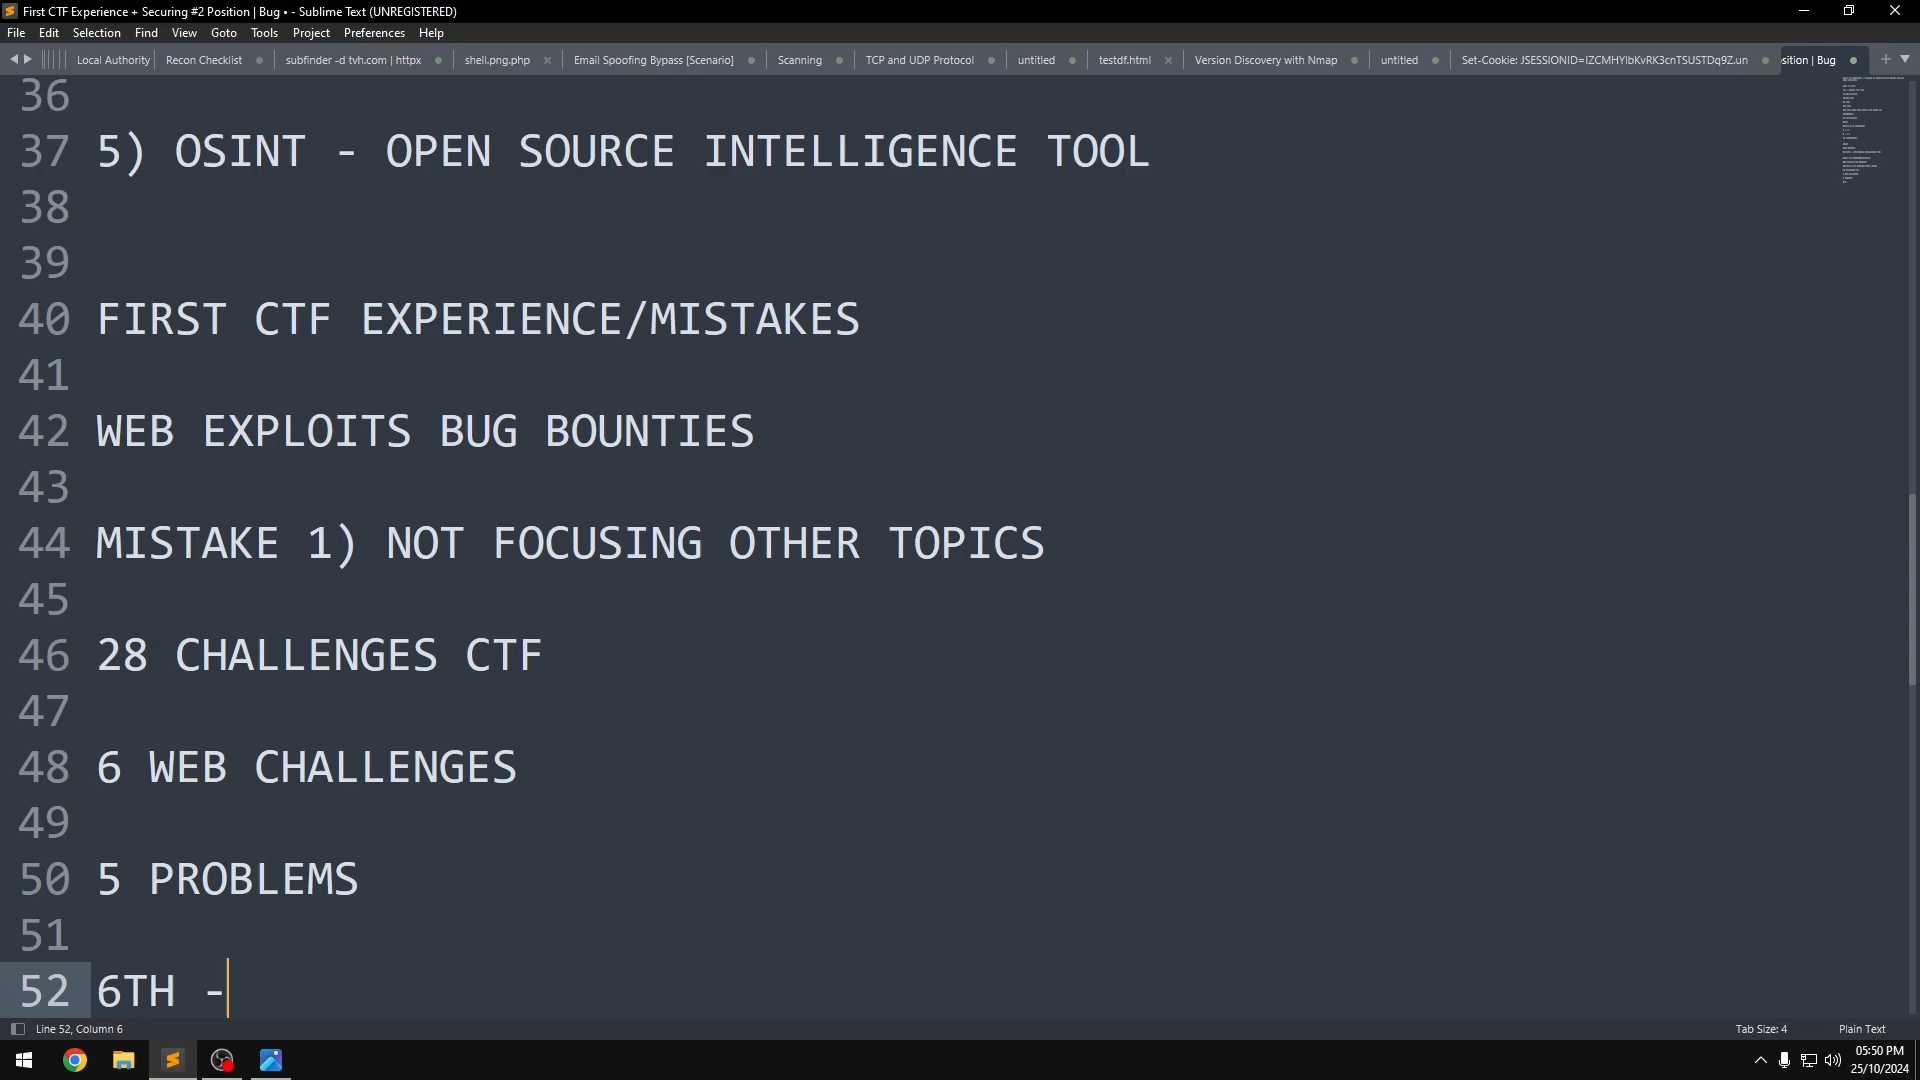 First CTF Experience + Securing #2 Position | Bug • - Sublime Text (UNREGISTERED)
File Edit Selection Find View Goto Tools Project Preferences Help
Local Authority Recon Checklist subfinder -d tvh.com | httpx shell.png.php Email Spoofing Bypass [Scenario] Scanning TCP and UDP Protocol untitled testdf.html Version Discovery with Nmap untitled Set-Cookie: JSESSIONID=IZCMHYIbKvRK3cnTSUSTDq9Z.un sition | Bug
36
37 5) OSINT - OPEN SOURCE INTELLIGENCE TOOL
38
39
40 FIRST CTF EXPERIENCE/MISTAKES
41
42 WEB EXPLOITS BUG BOUNTIES
43
44 MISTAKE 1) NOT FOCUSING OTHER TOPICS
45
46 28 CHALLENGES CTF
47
48 6 WEB CHALLENGES
49
50 5 PROBLEMS
51
52 6TH -
Line 52, Column 6 Tab Size: 4 Plain Text
05:50 PM
25/10/2024